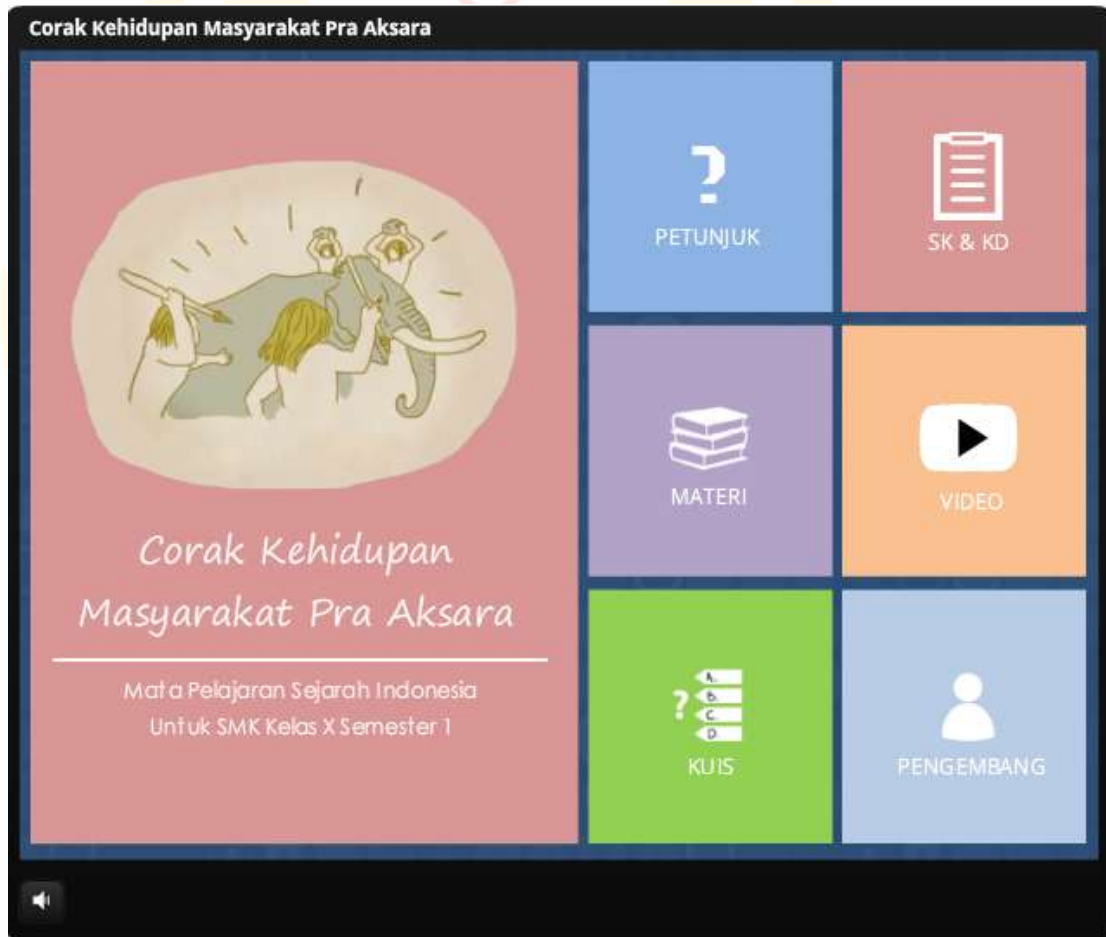 Corak Kehidupan Masyarakat Pra Aksara
Corak Kehidupan
Masyarakat Pra Aksara
Mata Pelajaran Sejarah Indonesia
Untuk SMK Kelas X Semester 1
?
PETUNJUK
SK & KD
MATERI
VIDEO
?
A.
B.
C.
D.
KUIS
PENGEMBANG